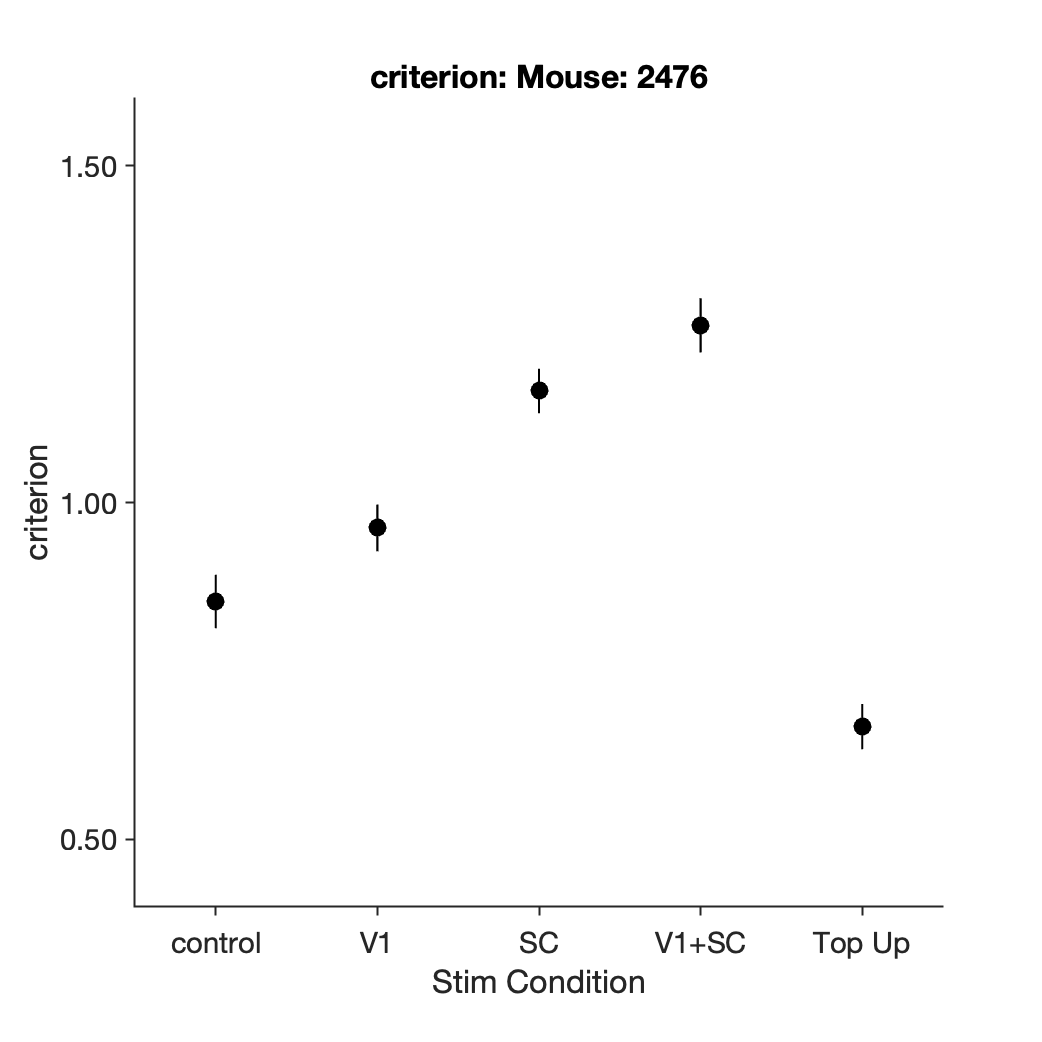 criterion: Mouse: 2476
criterion
1.50
1.00
0.50
control V1 SC V1+SC Top Up
Stim Condition